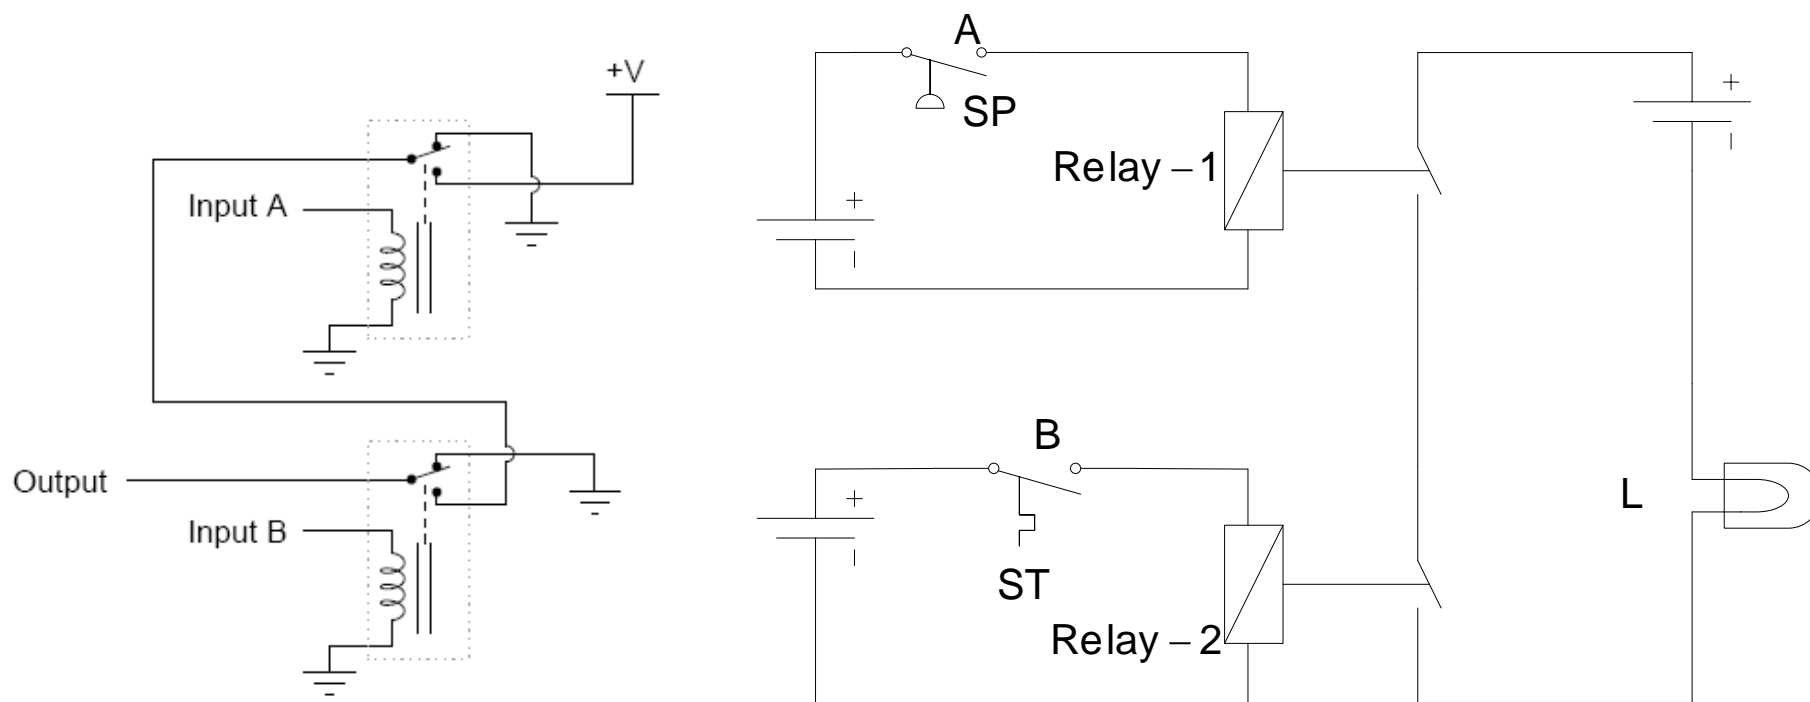 +V
Input A
Output
Input B
A
SP
+
Relay – 1
+
–
–
B
+
–
ST
Relay – 2
L